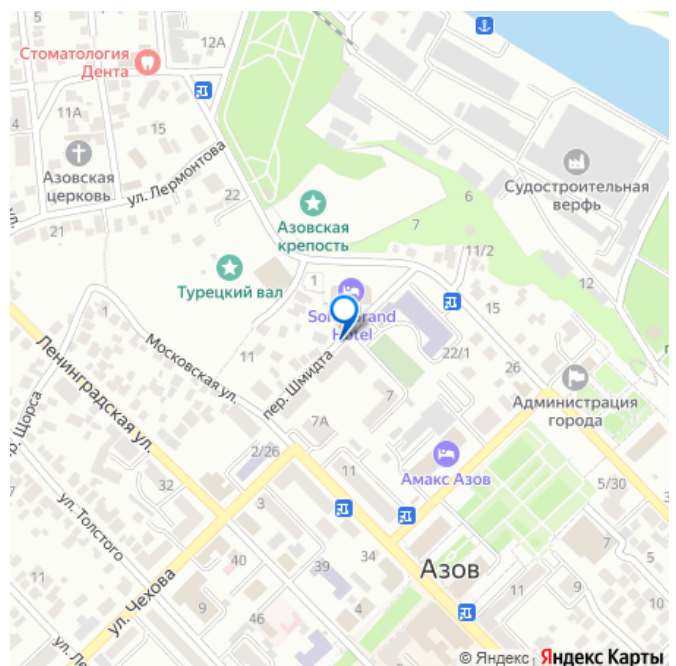 12А
Стоматология
Дента
4
11А
15
Азовская
церковь
ул. Лермонтова
22
21
Азовская
крепость
7
6
Судостроительная
верфь
11/2
12
Турецкий вал
1
1
15
Hotel
11
22/1
26
Московская ул.
Ленинградская ул.
пер. Шмидта
7А
7
Администрация
города
2/26
11
Амакс Азов
5/30
32
3
ул. Толстого
34
7
40
39
Азов
11
11
9
10
ул. Чехова
9
46
© Яндекс
Яндекс Карты